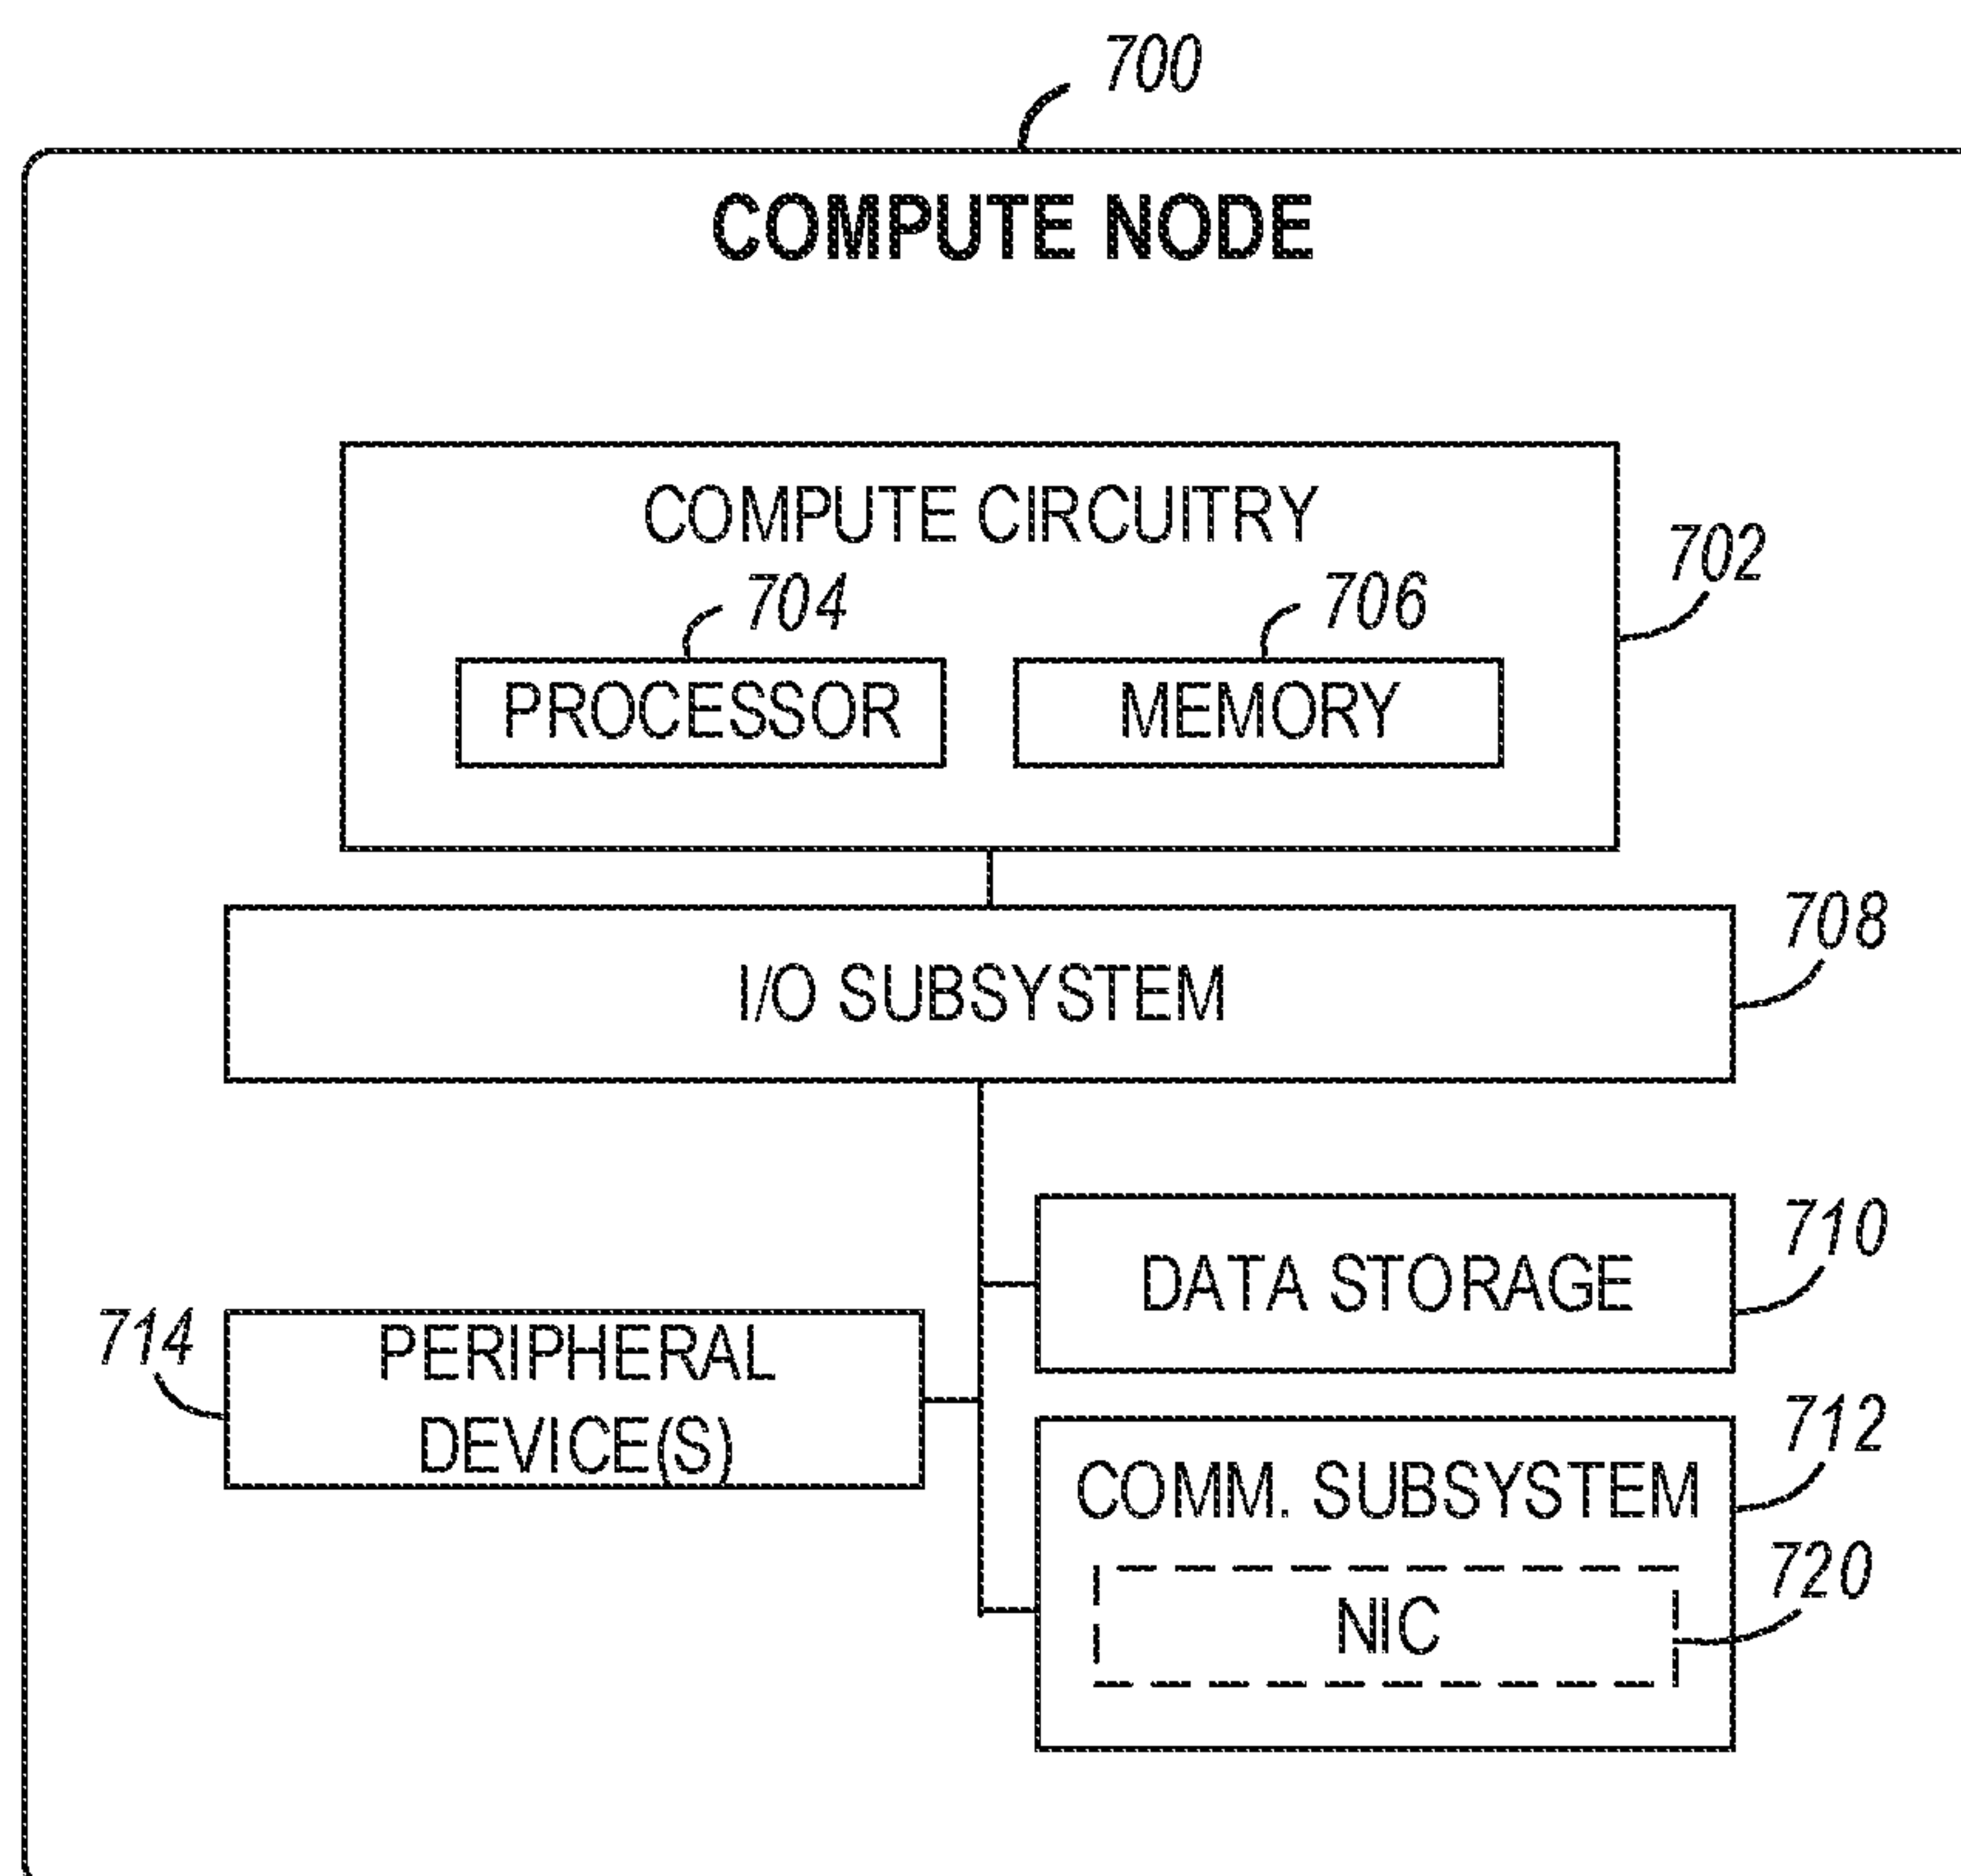 700
COMPUTE NODE
COMPUTE CIRCUITRY
702
704
706
PROCESSOR
MEMORY
708
I/O SUBSYSTEM
710
DATA STORAGE
714
PERIPHERAL
DEVICE(S)
712
COMM. SUBSYSTEM
720
NIC